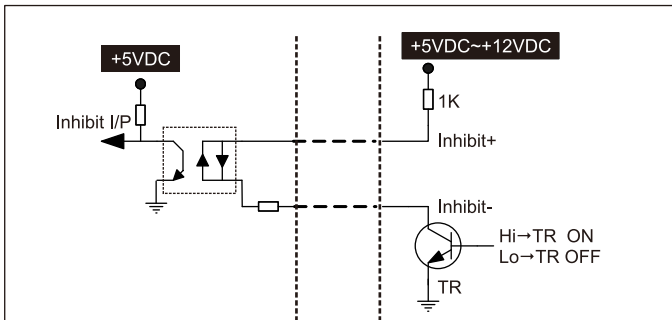 +5VDC
+5VDC~+12VDC
1K
Inhibit I/P
Inhibit+
Inhibit-
Hi→TR ON
Lo→TR OFF
TR